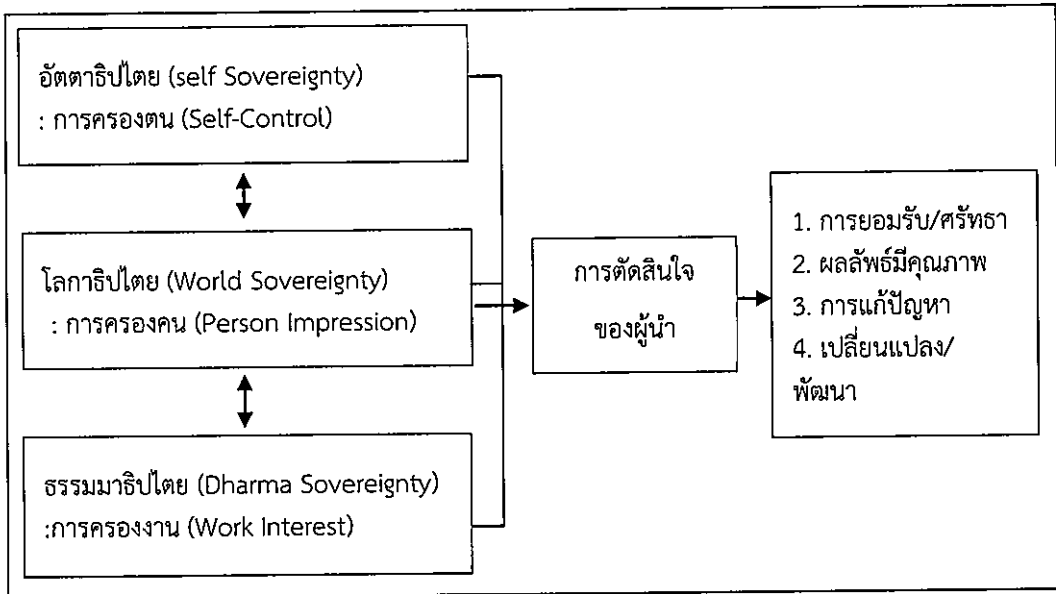 อัตตาธิปไตย (self Sovereignty)
: การครองตน (Self-Control)
โลกาธิปไตย (World Sovereignty)
: การครองคน (Person Impression)
ธรรมมาธิปไตย (Dharma Sovereignty)
:การครองงาน (Work Interest)
การตัดสินใจ
ของผู้นำ
1. การยอมรับ/ศรัทธา
2. ผลลัพธ์มีคุณภาพ
3. การแก้ปัญหา
4. เปลี่ยนแปลง/
พัฒนา